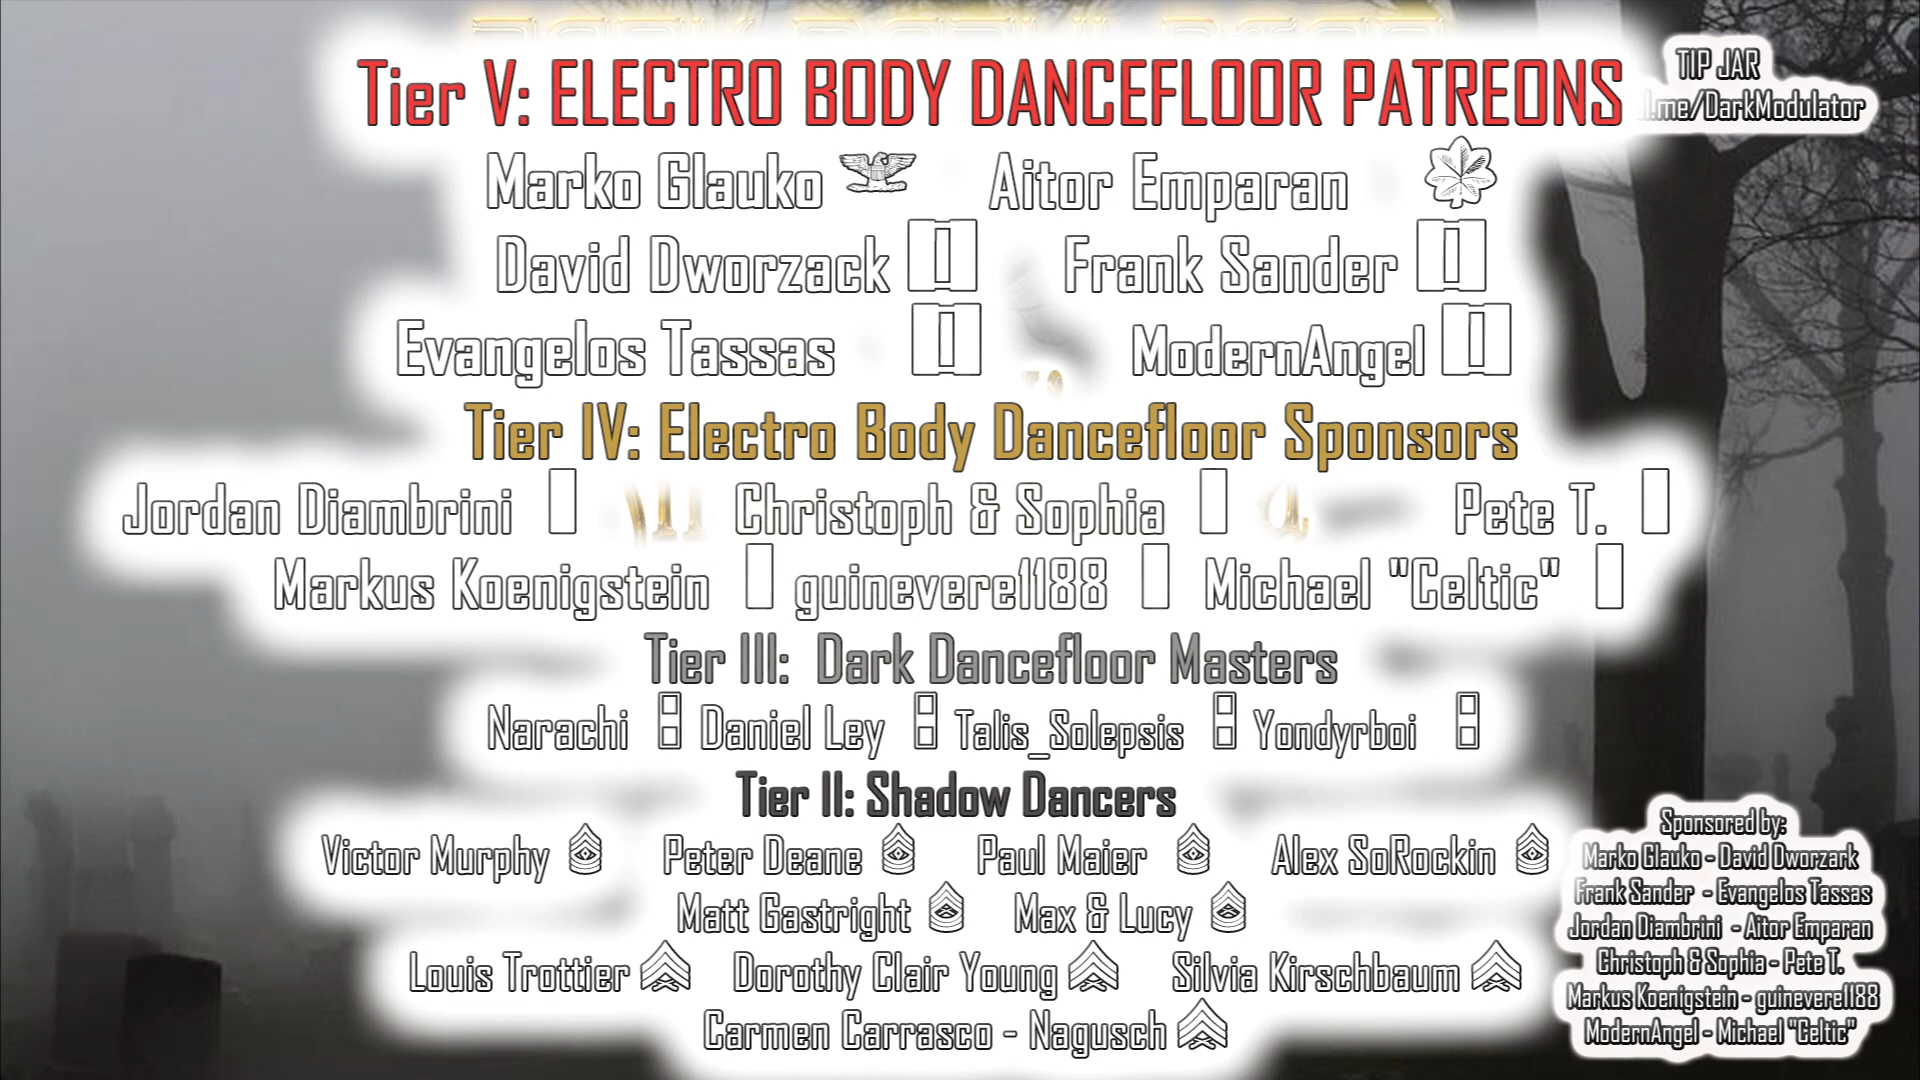 Tier V: ELECTRO BODY DANCEFLOOR PATREONS
TIP JAR
l.me/DarkModulator
Marko Glauko Aitor Emparan
David Dworzack Frank Sander
Evangelos Tassas ModernAngel
Tier IV: Electro Body Dancefloor Sponsors
Jordan Diambrini Christoph & Sophia Pete T.
Markus Koenigstein guinevere1188 Michael "Celtic"
Tier III: Dark Dancefloor Masters
Narachi Daniel Ley Talis_Solepsis Yondyrboi
Tier II: Shadow Dancers
Victor Murphy Peter Deane Paul Maier Alex SoRockin
Matt Gastright Max & Lucy
Louis Trottier Dorothy Clair Young Silvia Kirschbaum
Carmen Carrasco - Nagusch
Sponsored by:
Marko Glauko - David Dworzark
Frank Sander - Evangelos Tassas
Jordan Diambrini - Aitor Emparan
Christoph & Sophia - Pete T.
Markus Koenigstein - guinevere1188
ModernAngel - Michael "Celtic"